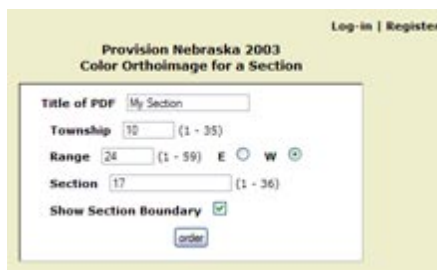 Log-in | Register
Provision Nebraska 2003
Color Orthoimage for a Section
Title of PDF My Section
Township 10 (1 - 35)
Range 24 (1 - 59) E W
Section 17 (1 - 36)
Show Section Boundary
order